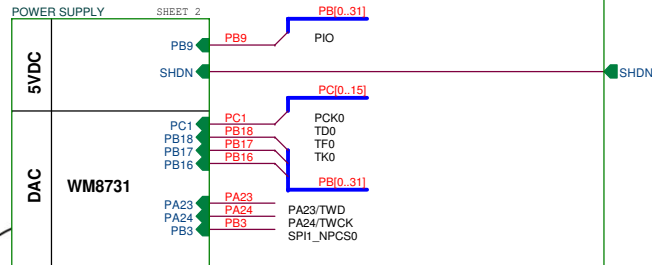 POWER SUPPLY SHEET 2 PB[0..31]
5VDC PB9 PB9 PIO
SHDN SHDN
PC[0..15]
DAC WM8731
PC1 PC1 PCK0
PB18 PB18 TD0
PB17 PB17 TF0
PB16 PB16 TK0
PB[0..31]
PA23 PA23 PA23/TWD
PA24 PA24 PA24/TWCK
PB3 PB3 SPI1_NPCS0